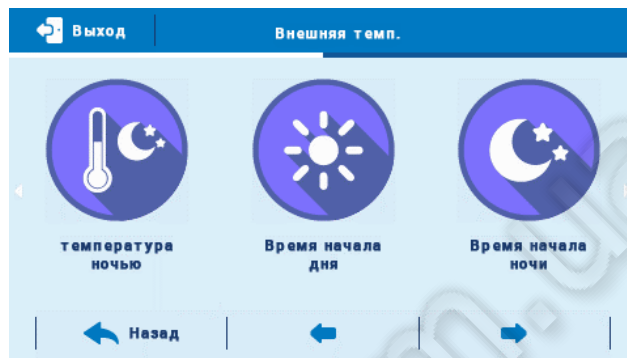 Выход
Внешняя темп.
температура
ночью
Время начала
дня
Время начала
ночи
Назад